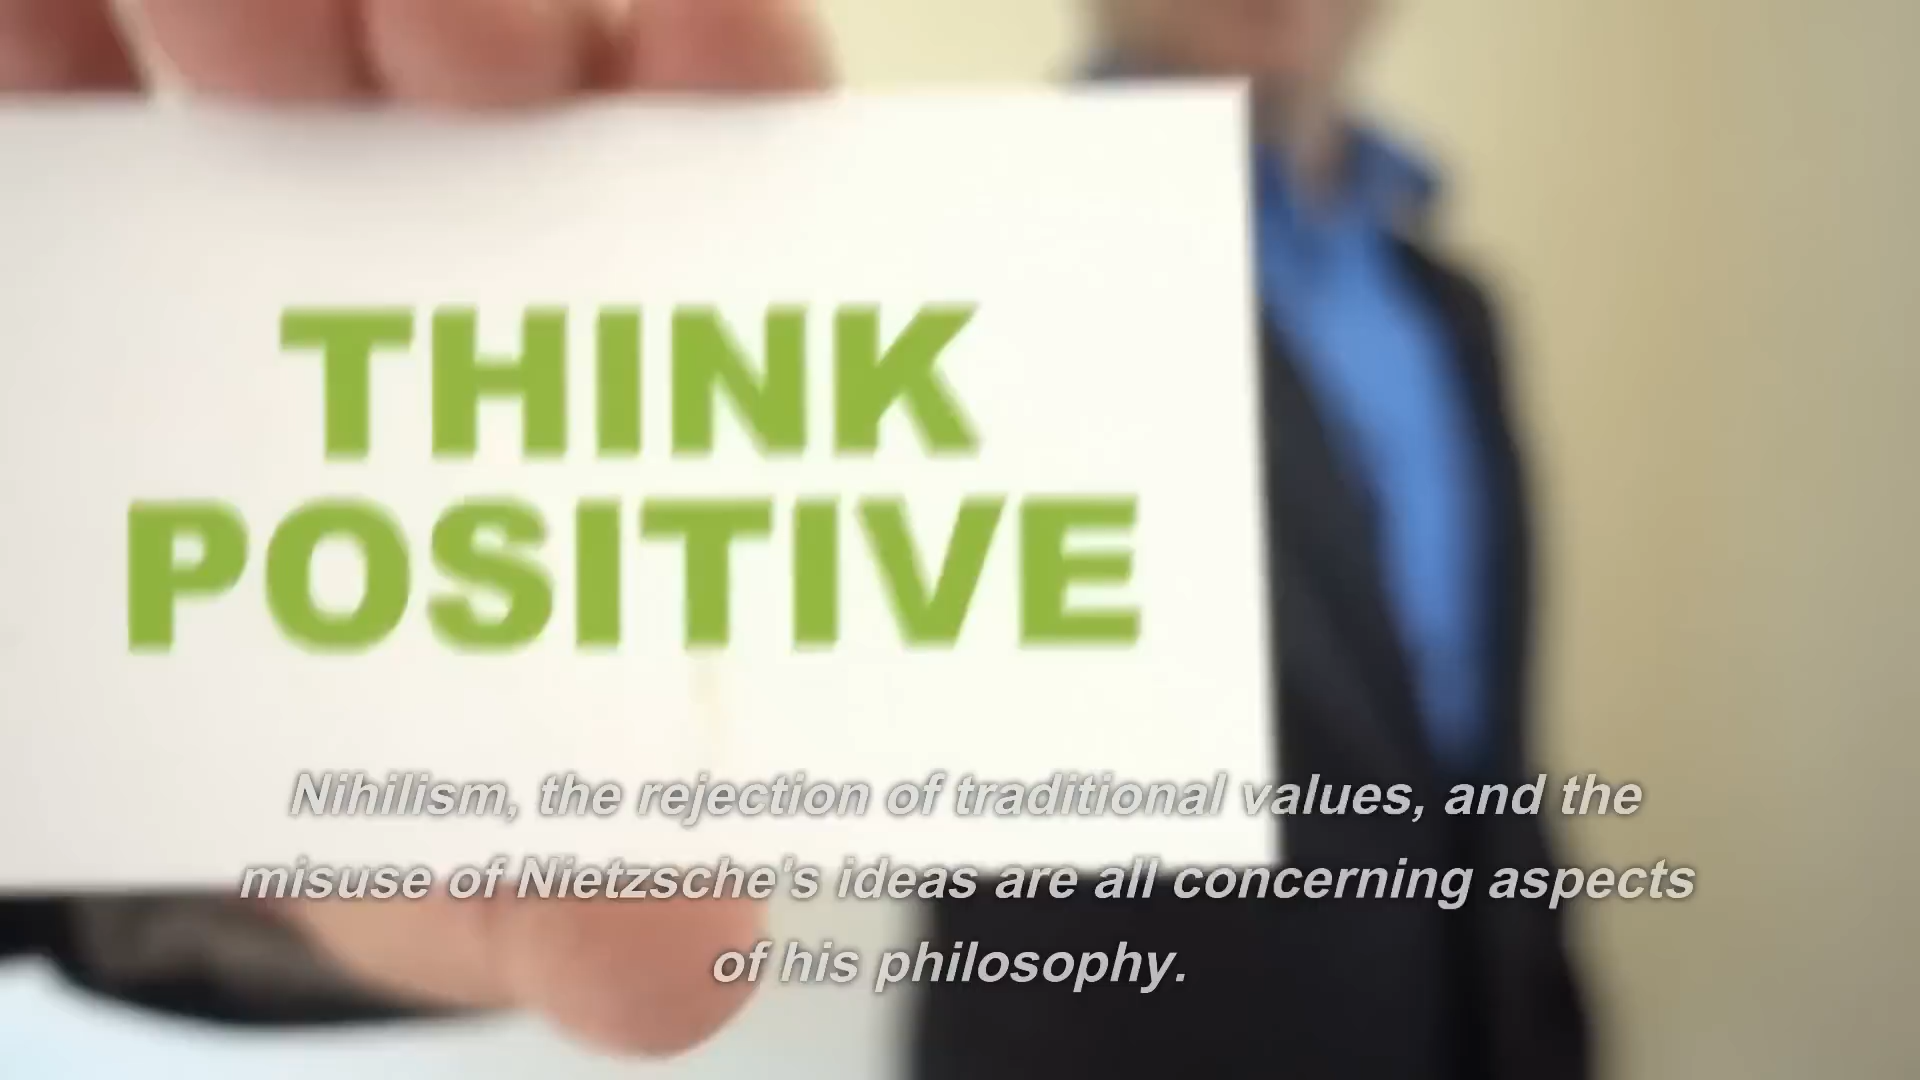 THINK
POSITIVE
Nihilism, the rejection of traditional values, and the
misuse of Nietzsche's ideas are all concerning aspects
of his philosophy.